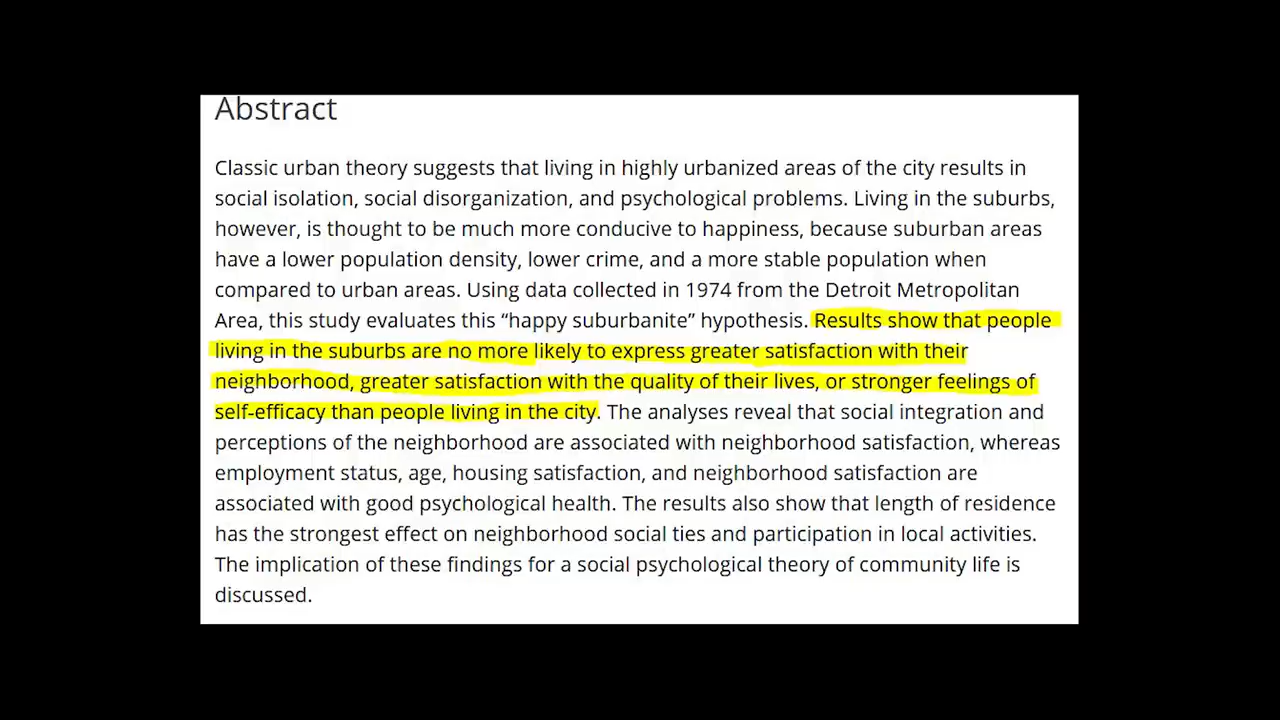 Abstract
Classic urban theory suggests that living in highly urbanized areas of the city results in
social isolation, social disorganization, and psychological problems. Living in the suburbs,
however, is thought to be much more conducive to happiness, because suburban areas
have a lower population density, lower crime, and a more stable population when
compared to urban areas. Using data collected in 1974 from the Detroit Metropolitan
Area, this study evaluates this “happy suburbanite” hypothesis. Results show that people
living in the suburbs are no more likely to express greater satisfaction with their
neighborhood, greater satisfaction with the quality of their lives, or stronger feelings of
self-efficacy than people living in the city. The analyses reveal that social integration and
perceptions of the neighborhood are associated with neighborhood satisfaction, whereas
employment status, age, housing satisfaction, and neighborhood satisfaction are
associated with good psychological health. The results also show that length of residence
has the strongest effect on neighborhood social ties and participation in local activities.
The implication of these findings for a social psychological theory of community life is
discussed.